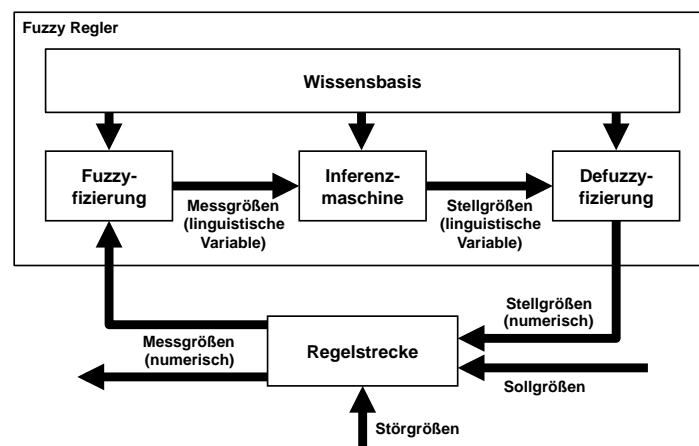 Fuzzy Regler
Wissensbasis
Fuzzy-
fizierung
Messgrößen
(linguistische
Variable)
Inferenz-
maschine
Stellgrößen
(linguistische
Variable)
Defuzzy-
fizierung
Messgrößen
(numerisch)
Regelstrecke
Stellgrößen
(numerisch)
Sollgrößen
Störgrößen